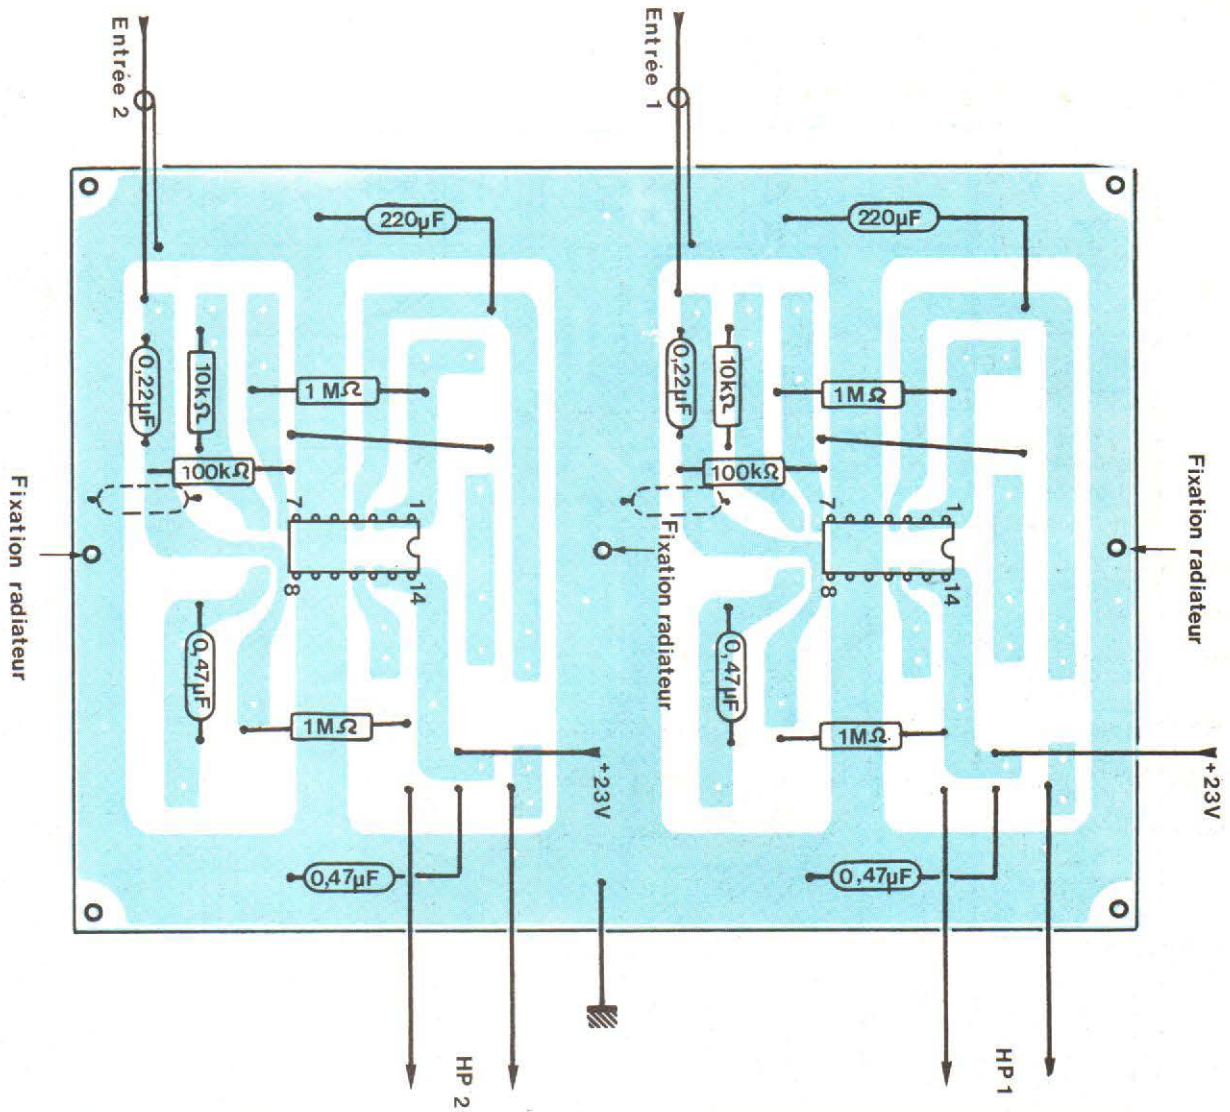 Entrée 2
Entrée 1
220µF
220µF
0,22µF
10kΩ
1MΩ
0,22µF
10kΩ
1MΩ
100kΩ
100kΩ
7
1
7
1
Fixation radiateur
Fixation radiateur
Fixation radiateur
8
14
8
14
0,47µF
0,47µF
1MΩ
1MΩ
+23V
+23V
0,47µF
0,47µF
HP 2
HP 1